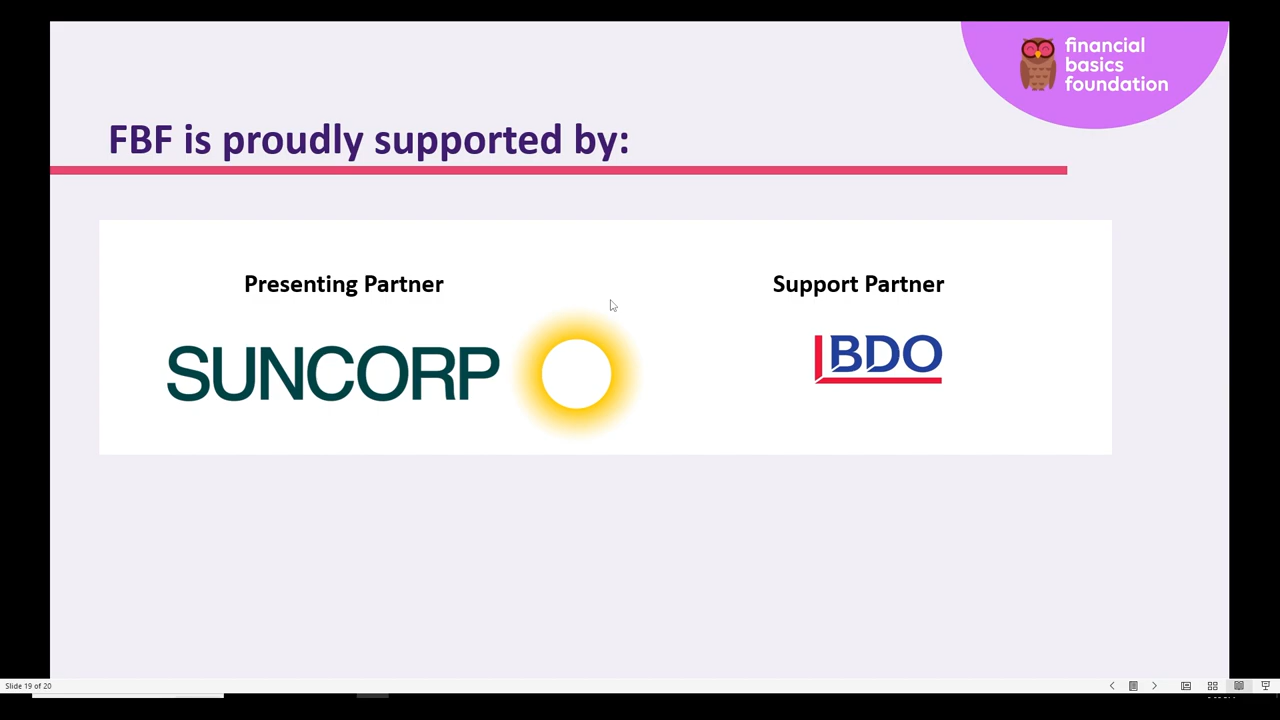 financial
basics
foundation
FBF is proudly supported by:
Presenting Partner
Support Partner
SUNCORP
BDO
Slide 19 of 20